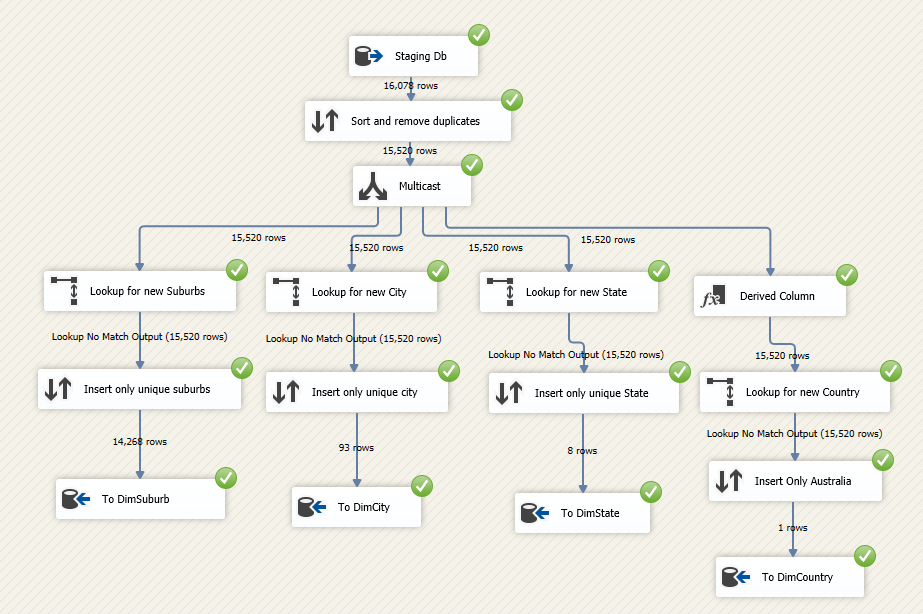 Staging Db
16,078 rows
Sort and remove duplicates
15,520 rows
Multicast
15,520 rows
15,520 rows
15,520 rows
15,520 rows
Lookup for new Suburbs
Lookup for new City
Lookup for new State
Derived Column
Lookup No Match Output (15,520 rows)
Lookup No Match Output (15,520 rows)
Lookup No Match Output (15,520 rows)
15,520 rows
Insert only unique suburbs
Insert only unique city
Insert only unique State
Lookup for new Country
14,268 rows
93 rows
8 rows
Lookup No Match Output (15,520 rows)
To DimSuburb
To DimCity
To DimState
Insert Only Australia
1 rows
To DimCountry